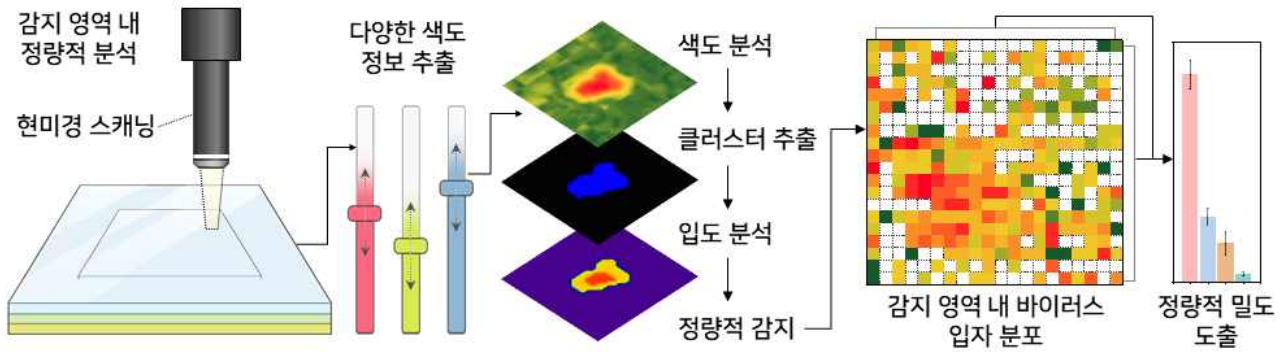 감지 영역 내
정량적 분석
현미경 스캐닝
다양한 색도
정보 추출
색도 분석
클러스터 추출
입도 분석
정량적 감지
감지 영역 내 바이러스
입자 분포
정량적 밀도
도출